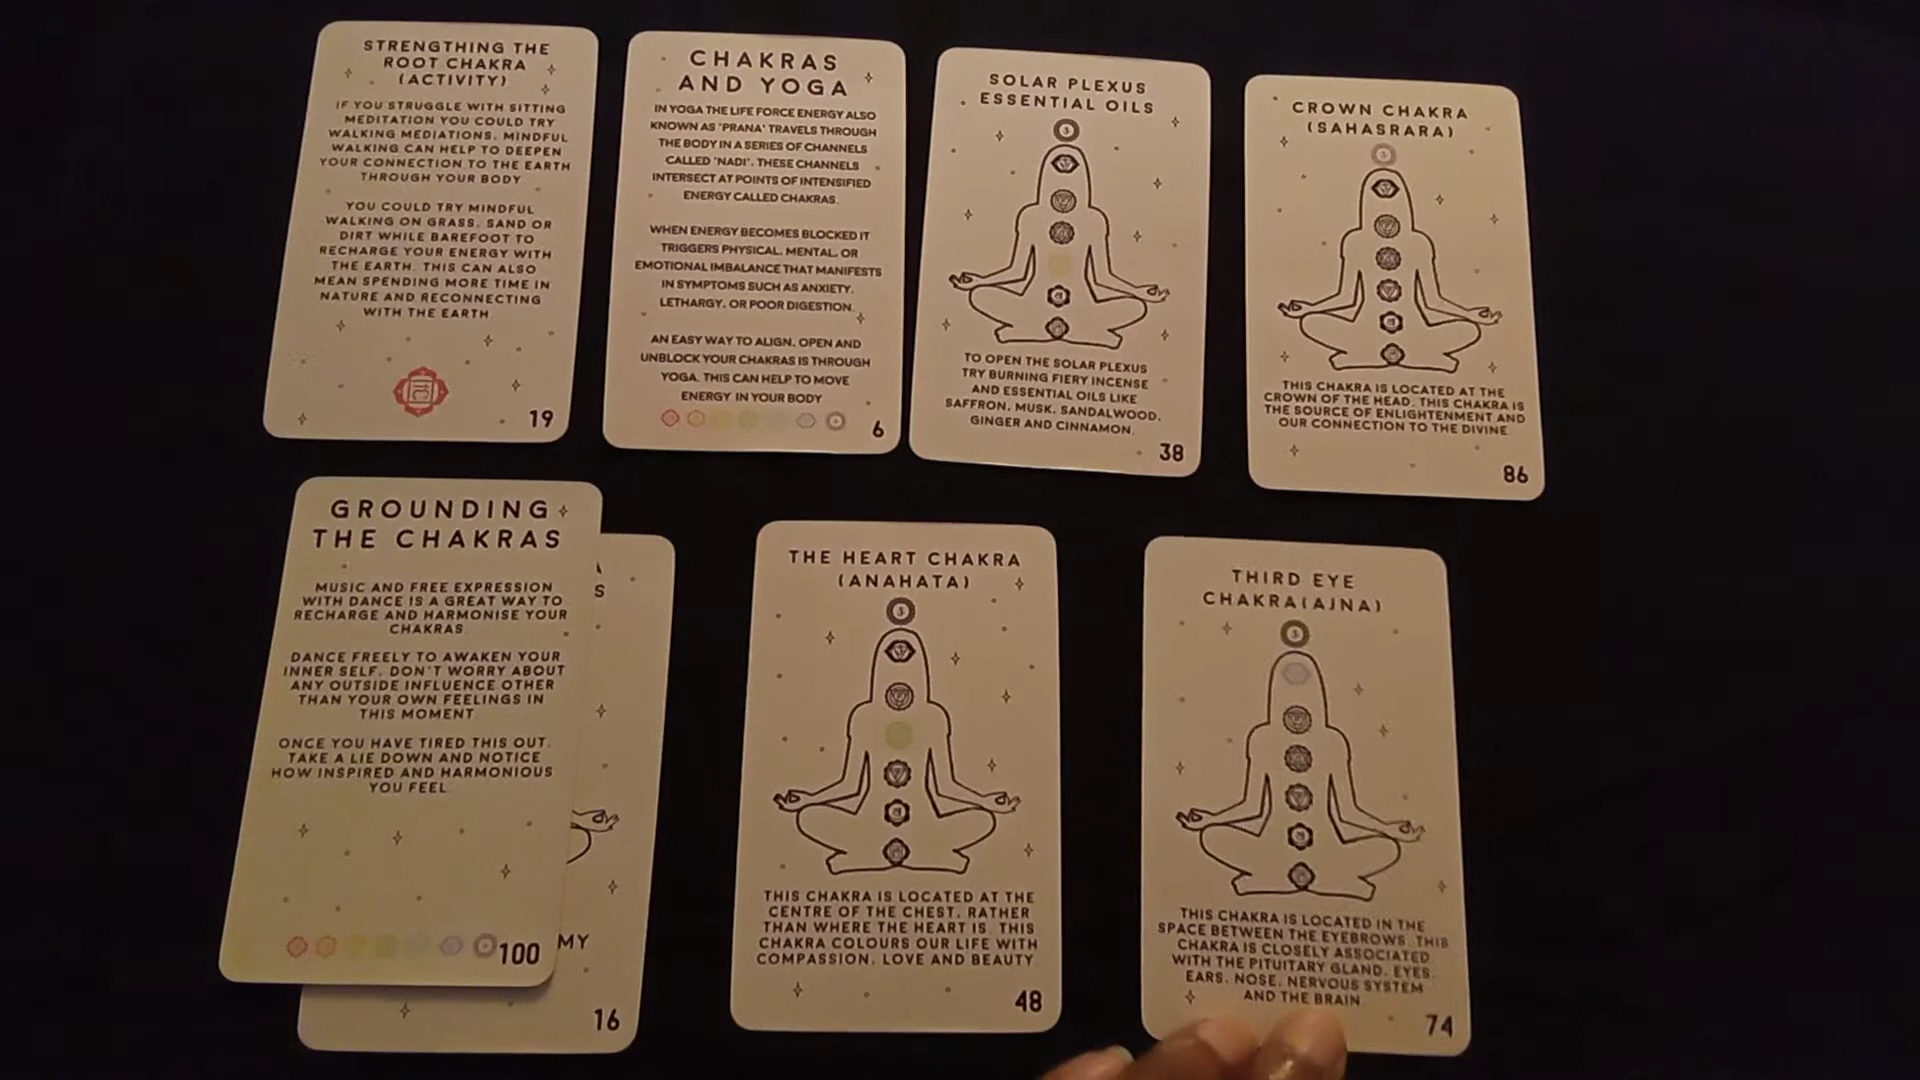 STRENGTHING THE
ROOT CHAKRA
(ACTIVITY)
IF YOU STRUGGLE WITH SITTING
MEDITATION YOU COULD TRY
WALKING MEDIATIONS. MINDFUL
WALKING CAN HELP TO DEEPEN
YOUR CONNECTION TO THE EARTH
THROUGH YOUR BODY
YOU COULD TRY MINDFUL
WALKING ON GRASS, SAND OR
DIRT WHILE BAREFOOT TO
RECHARGE YOUR ENERGY WITH
THE EARTH. THIS CAN ALSO
MEAN SPENDING MORE TIME IN
NATURE AND RECONNECTING
WITH THE EARTH
19
CHAKRAS
AND YOGA
IN YOGA THE LIFE FORCE ENERGY ALSO
KNOWN AS 'PRANA' TRAVELS THROUGH
THE BODY IN A SERIES OF CHANNELS
CALLED 'NADI'. THESE CHANNELS
INTERSECT AT POINTS OF INTENSIFIED
ENERGY CALLED CHAKRAS.
WHEN ENERGY BECOMES BLOCKED IT
TRIGGERS PHYSICAL, MENTAL, OR
EMOTIONAL IMBALANCE THAT MANIFESTS
IN SYMPTOMS SUCH AS ANXIETY,
LETHARGY, OR POOR DIGESTION.
AN EASY WAY TO ALIGN, OPEN AND
UNBLOCK YOUR CHAKRAS IS THROUGH
YOGA. THIS CAN HELP TO MOVE
ENERGY IN YOUR BODY
6
SOLAR PLEXUS
ESSENTIAL OILS
TO OPEN THE SOLAR PLEXUS
TRY BURNING FIERY INCENSE
AND ESSENTIAL OILS LIKE
SAFFRON, MUSK, SANDALWOOD,
GINGER AND CINNAMON.
38
CROWN CHAKRA
(SAHASRARA)
THIS CHAKRA IS LOCATED AT THE
CROWN OF THE HEAD. THIS CHAKRA IS
THE SOURCE OF ENLIGHTENMENT AND
OUR CONNECTION TO THE DIVINE
86
GROUNDING
THE CHAKRAS
MUSIC AND FREE EXPRESSION
WITH DANCE IS A GREAT WAY TO
RECHARGE AND HARMONISE YOUR
CHAKRAS
DANCE FREELY TO AWAKEN YOUR
INNER SELF. DON'T WORRY ABOUT
ANY OUTSIDE INFLUENCE OTHER
THAN YOUR OWN FEELINGS IN
THIS MOMENT
ONCE YOU HAVE TIRED THIS OUT,
TAKE A LIE DOWN AND NOTICE
HOW INSPIRED AND HARMONIOUS
YOU FEEL
100
S
MY
16
THE HEART CHAKRA
(ANAHATA)
THIS CHAKRA IS LOCATED AT THE
CENTRE OF THE CHEST, RATHER
THAN WHERE THE HEART IS. THIS
CHAKRA COLOURS OUR LIFE WITH
COMPASSION, LOVE AND BEAUTY
48
THIRD EYE
CHAKRA(AJNA)
THIS CHAKRA IS LOCATED IN THE
SPACE BETWEEN THE EYEBROWS. THIS
CHAKRA IS CLOSELY ASSOCIATED
WITH THE PITUITARY GLAND, EYES,
EARS, NOSE, NERVOUS SYSTEM
AND THE BRAIN
74